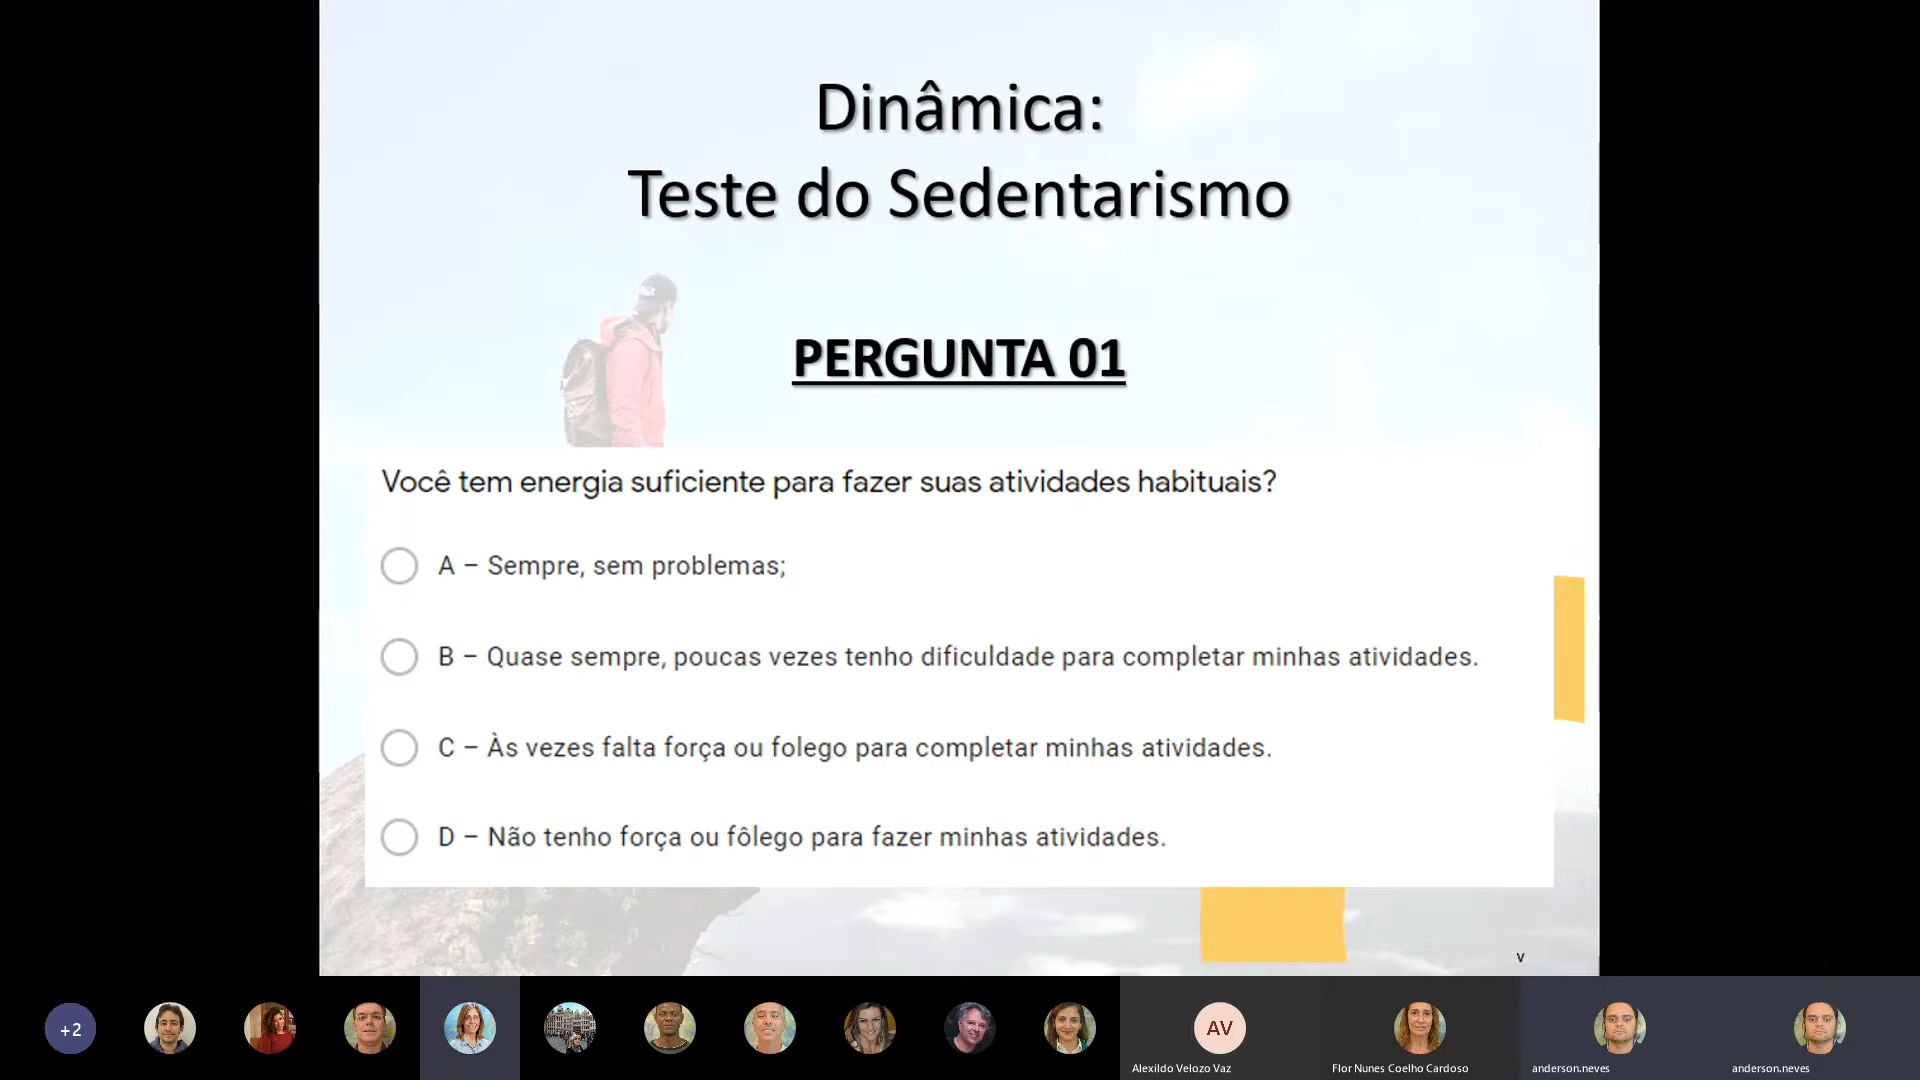 Dinâmica:
Teste do Sedentarismo
PERGUNTA 01
Você tem energia suficiente para fazer suas atividades habituais?
A – Sempre, sem problemas;
B – Quase sempre, poucas vezes tenho dificuldade para completar minhas atividades.
C – Às vezes falta força ou folego para completar minhas atividades.
D – Não tenho força ou fôlego para fazer minhas atividades.
v
+2
AV
Alexildo Velozo Vaz
Flor Nunes Coelho Cardoso
anderson.neves
anderson.neves